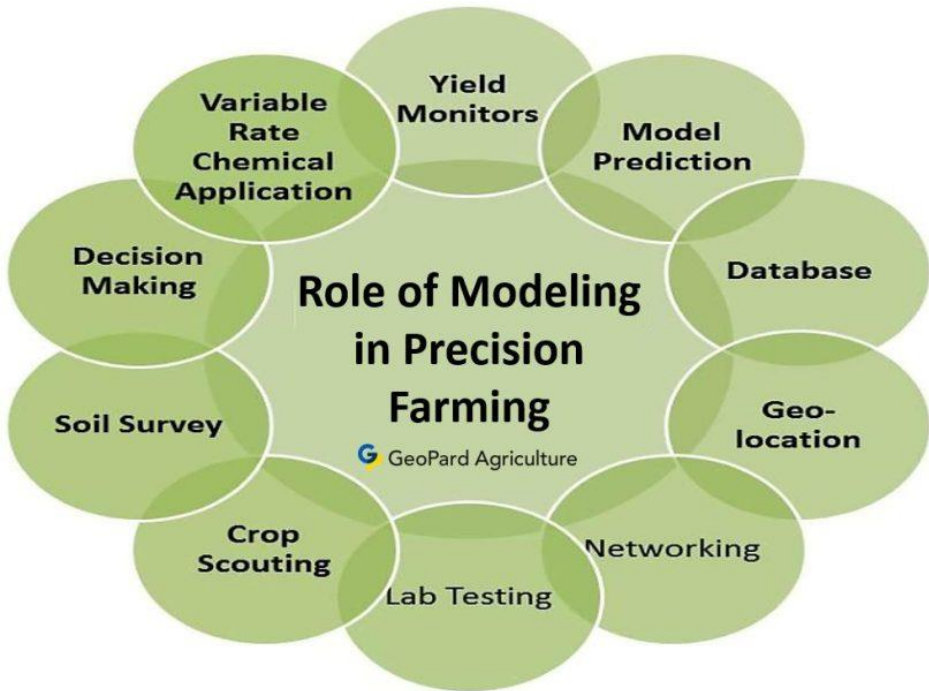 Yield
Monitors
Model
Prediction
Database
Geo-
location
Networking
Lab Testing
Crop
Scouting
Soil Survey
Decision
Making
Variable
Rate
Chemical
Application
Role of Modeling
in Precision
Farming
GeoPard Agriculture